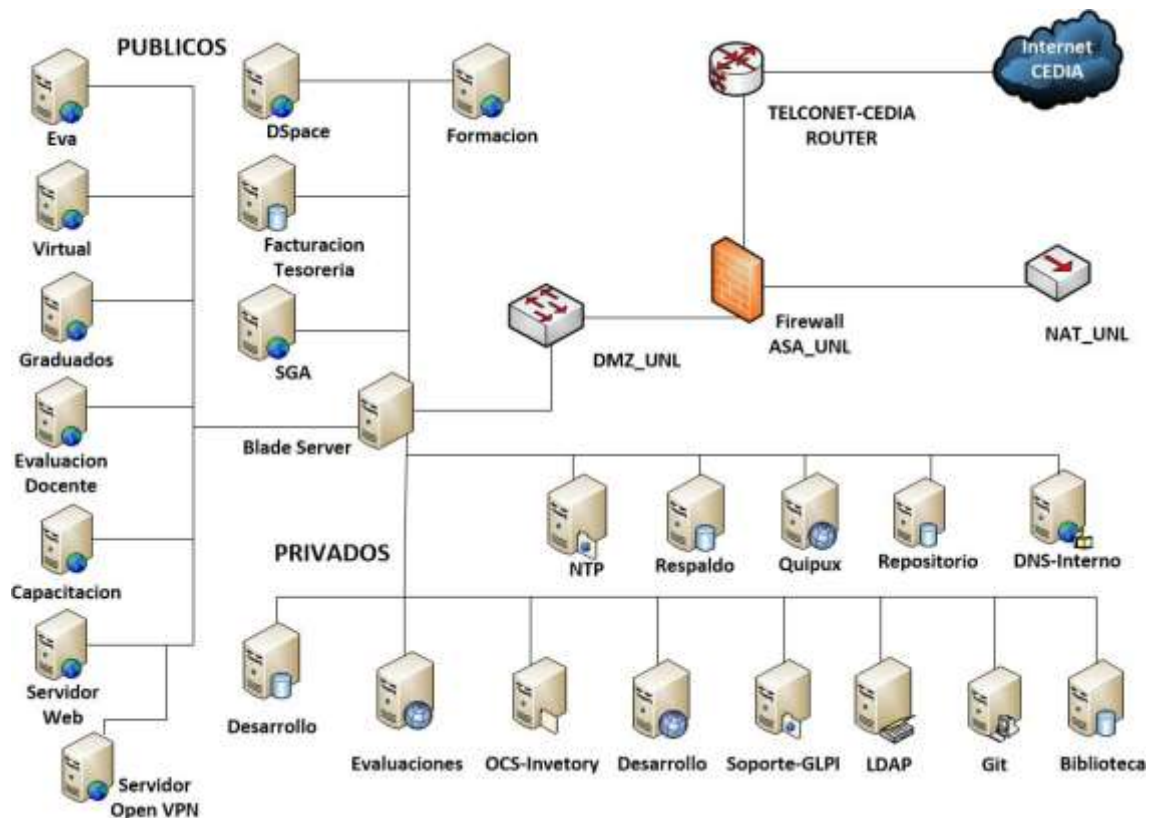 PUBLICOS
Eva
DSpace
Formacion
Internet
CEDIA
TELCONET-CEDIA
ROUTER
Virtual
Facturacion
Tesoreria
Graduados
SGA
DMZ_UNL
Firewall
ASA_UNL
NAT_UNL
Blade Server
Evaluacion
Docente
Capacitacion
PRIVADOS
NTP
Respaldo
Quipux
Repositorio
DNS-Interno
Servidor
Web
Desarrollo
Evaluaciones
OCS-Invetory
Desarrollo
Soporte-GLPI
LDAP
Git
Biblioteca
Servidor
Open VPN